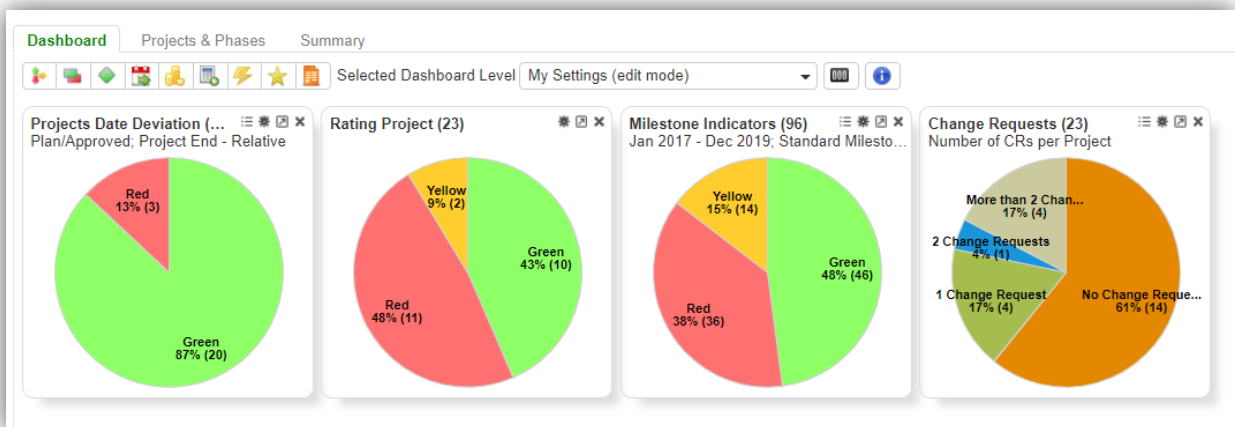 Dashboard Projects & Phases Summary
Selected Dashboard Level My Settings (edit mode)
Projects Date Deviation (...
Plan/Approved; Project End - Relative
Red
13% (3)
Green
87% (20)
Rating Project (23)
Yellow
9% (2)
Green
43% (10)
Red
48% (11)
Milestone Indicators (96)
Jan 2017 - Dec 2019; Standard Milesto...
Yellow
15% (14)
Green
48% (46)
Red
38% (36)
Change Requests (23)
Number of CRs per Project
More than 2 Chan...
17% (4)
2 Change Requests
4% (1)
1 Change Request
17% (4)
No Change Reque...
61% (14)